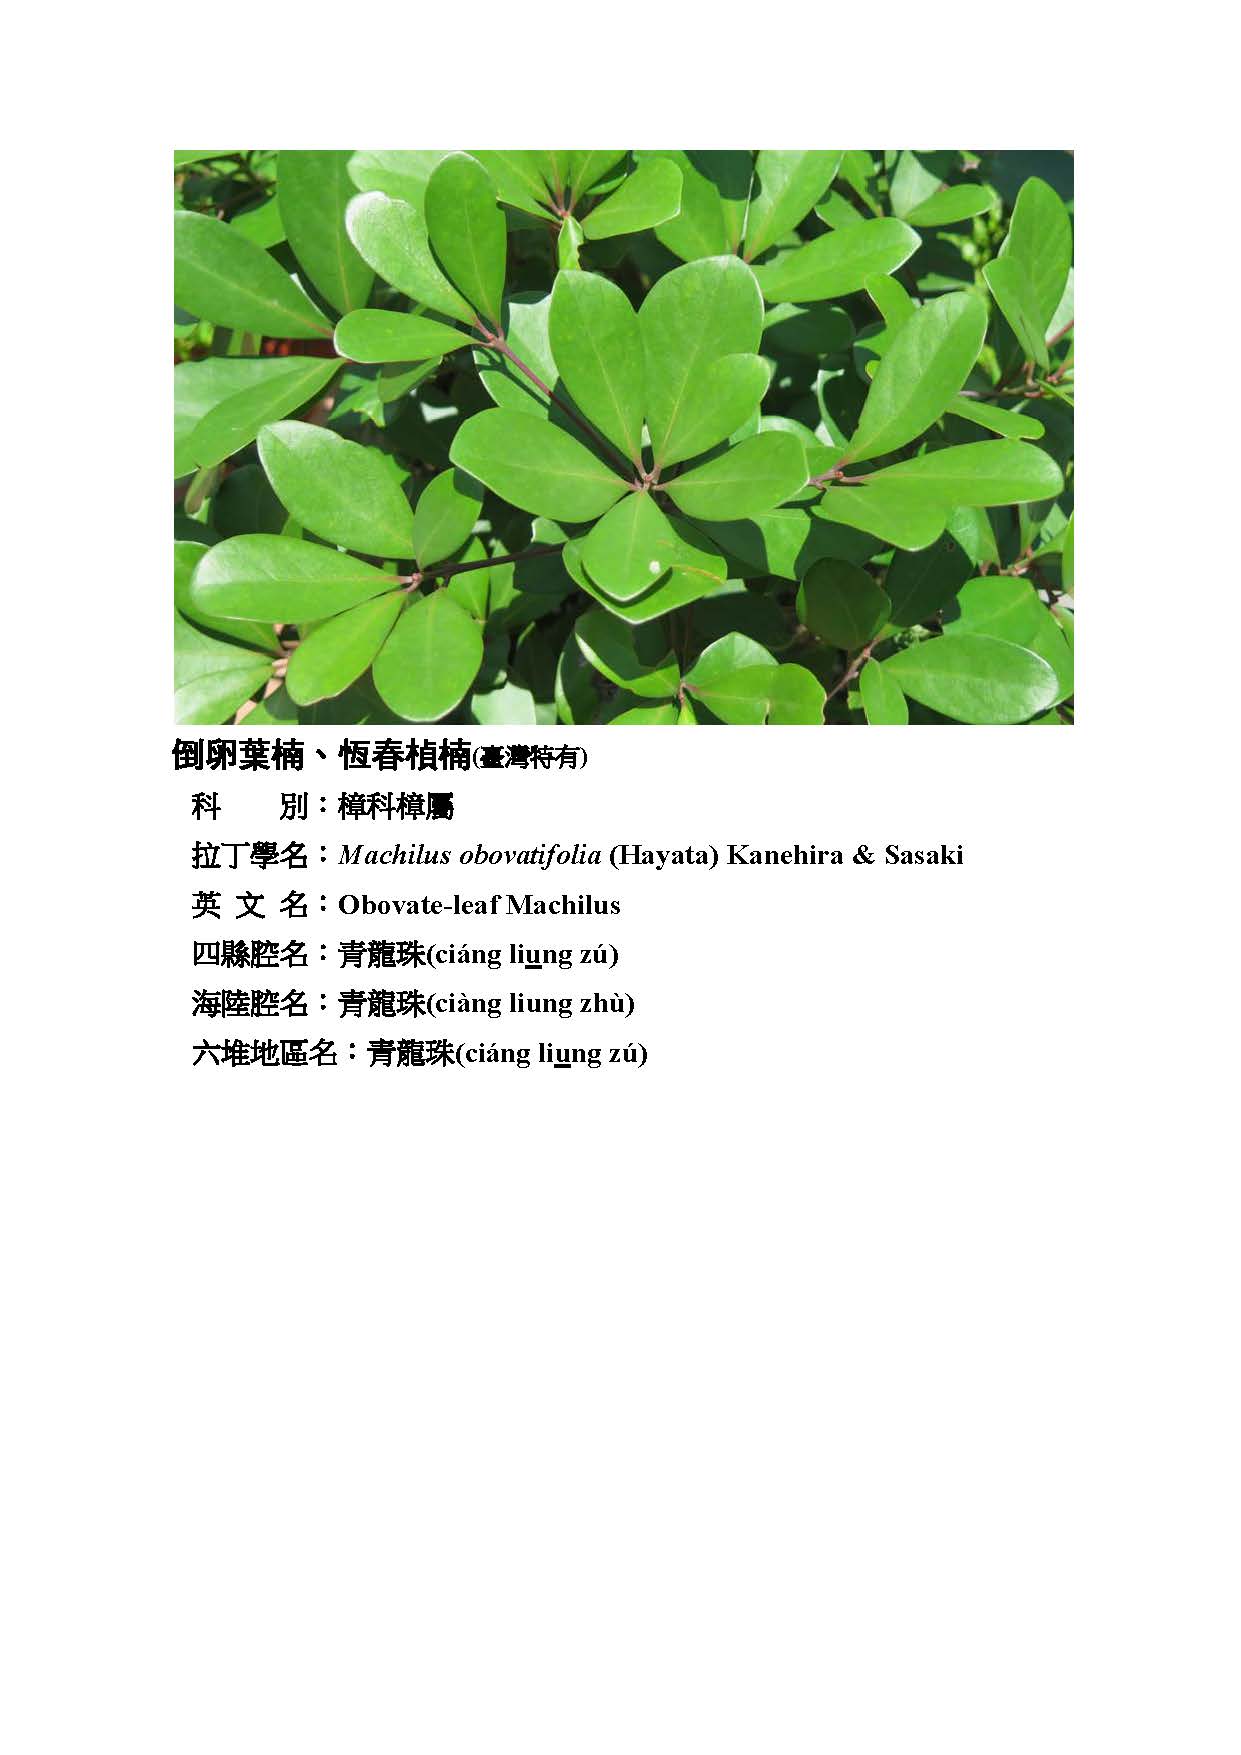 倒卵葉楠、恆春楨楠(臺灣特有)
科　　別：樟科樟屬
拉丁學名：Machilus obovatifolia (Hayata) Kanehira & Sasaki
英 文 名：Obovate-leaf Machilus
四縣腔名：青龍珠(ciáng liung zú)
海陸腔名：青龍珠(ciàng liung zhù)
六堆地區名：青龍珠(ciáng liung zú)